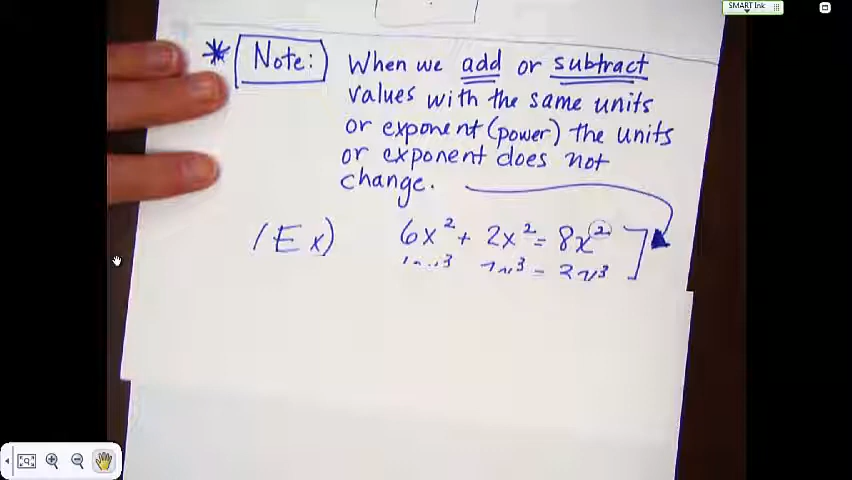 SMART Ink
* Note: When we add or subtract
values with the same units
or exponent (power) the units
or exponent does not
change.
(Ex) 6x² + 2x² = 8x²